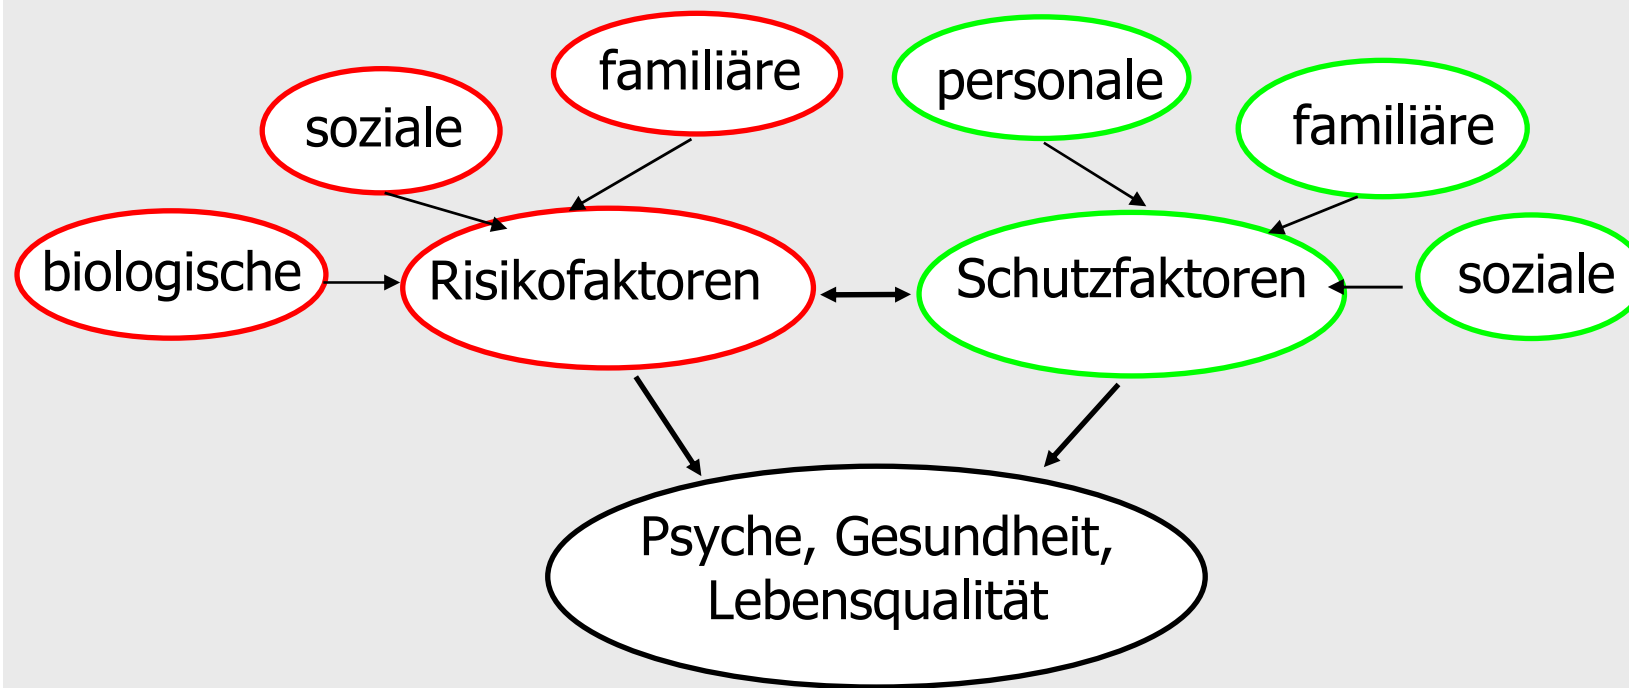 familiäre
personale
soziale
familiäre
biologische
Risikofaktoren
Schutzfaktoren
soziale
Psyche, Gesundheit,
Lebensqualität